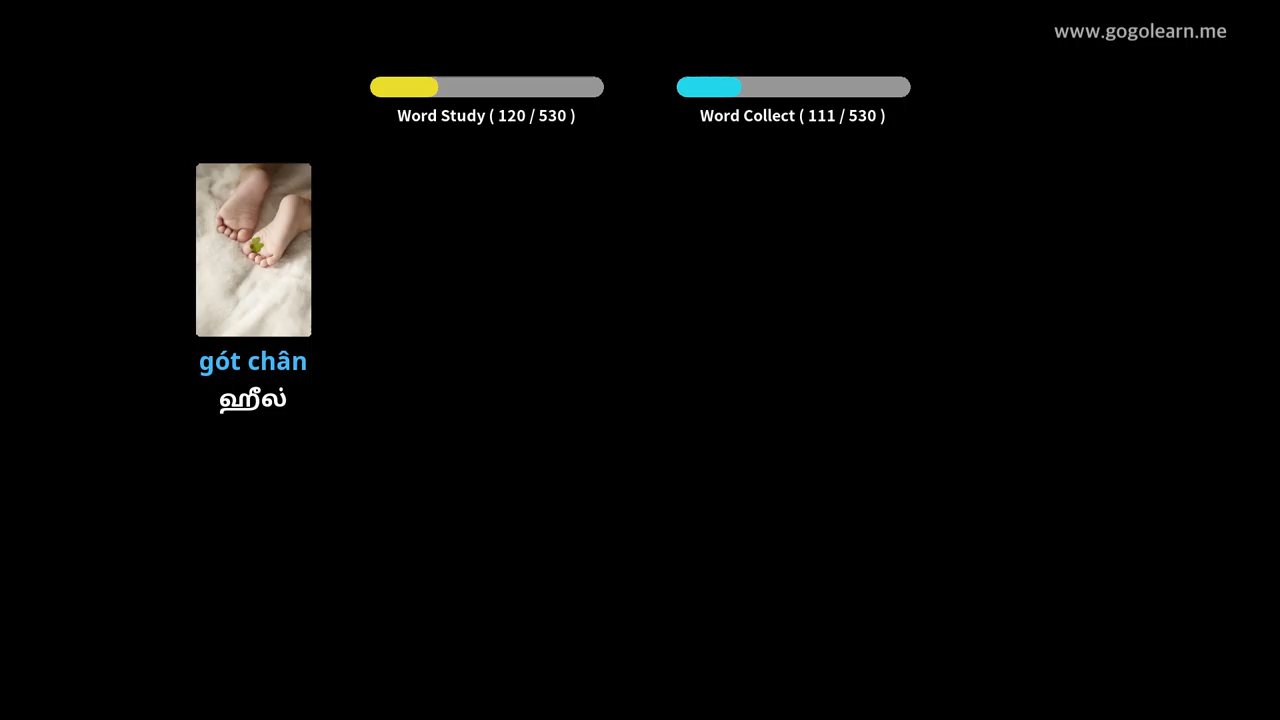 www.gogolearn.me
Word Study ( 120 / 530 )
Word Collect ( 111 / 530 )
gót chân
ஹீல்